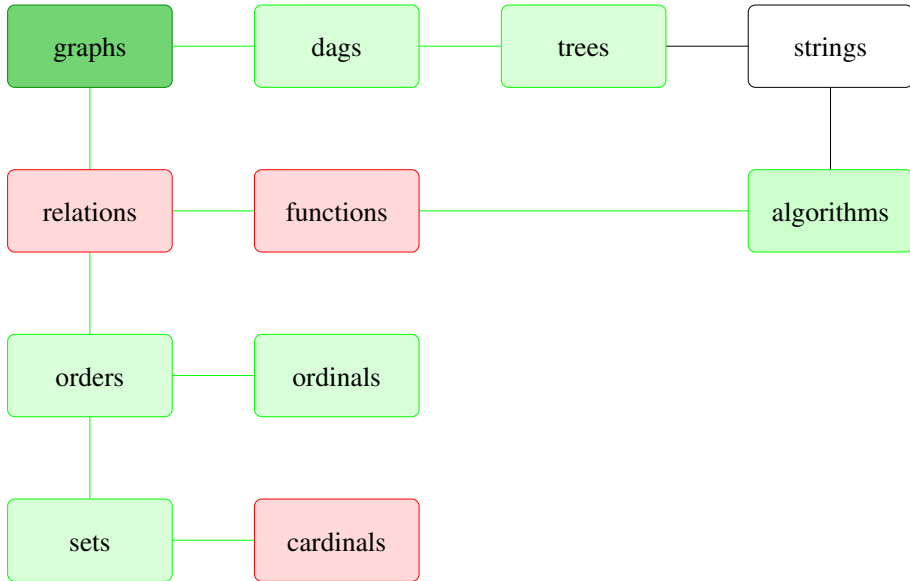 graphs
dags
trees
strings
relations
functions
algorithms
orders
ordinals
sets
cardinals